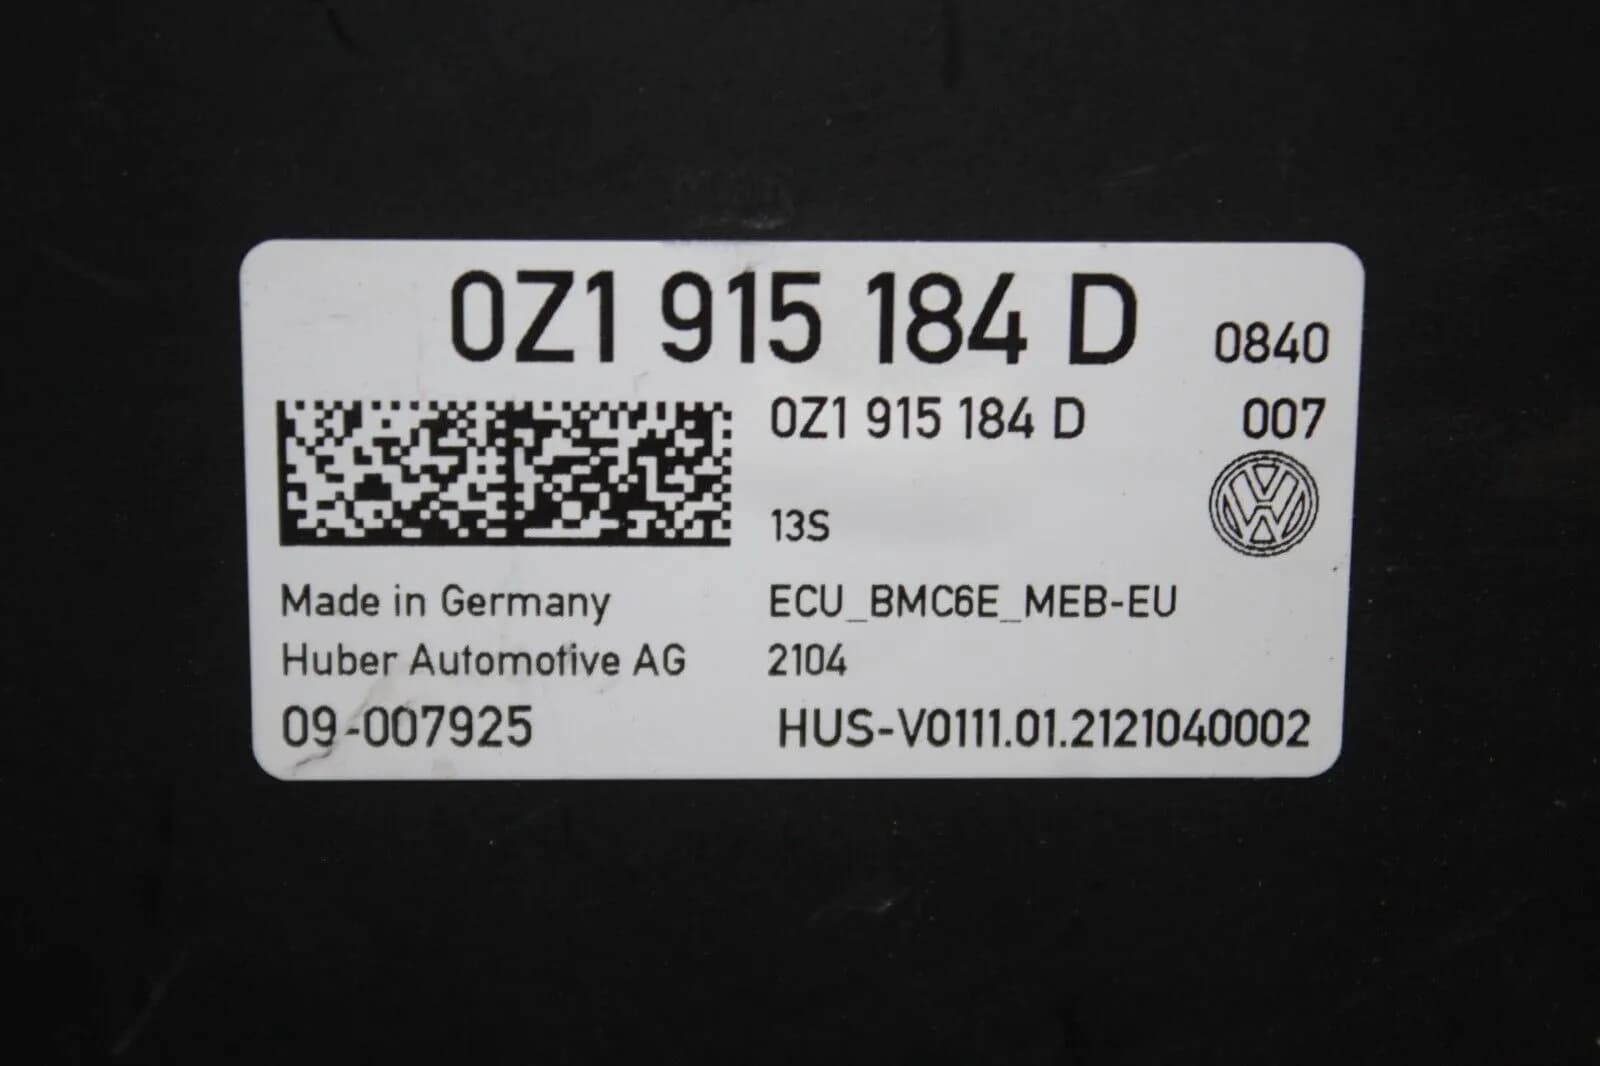 0Z1 915 184 D 0840
0Z1 915 184 D 007
13S
Made in Germany ECU_BMC6E_MEB-EU
Huber Automotive AG 2104
09-007925 HUS-V0111.01.2121040002